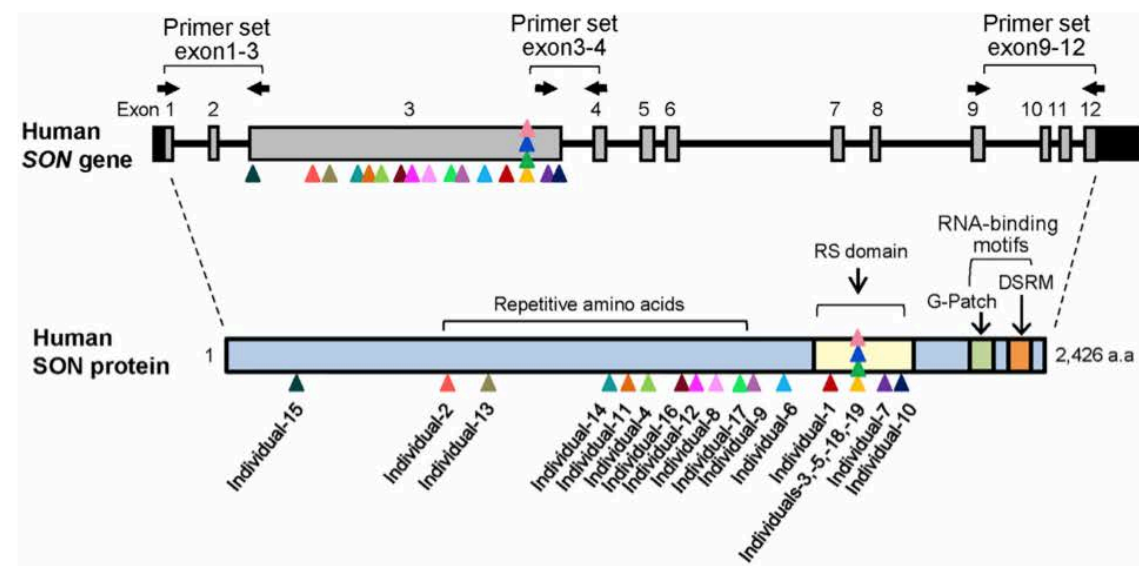 Primer set
exon1-3
Primer set
exon3-4
Primer set
exon9-12
Exon 1 2 3 4 5 6 7 8 9 10 11 12
Human
SON gene
RNA-binding
motifs
RS domain
G-Patch
DSRM
Repetitive amino acids
Human
SON protein
1
2,426 a.a
Individual-15
Individual-2
Individual-13
Individual-14
Individual-11
Individual-4
Individual-16
Individual-12
Individual-8
Individual-17
Individual-9
Individual-6
Individual-1
Individuals-3,-5,-18,-19
Individual-7
Individual-10